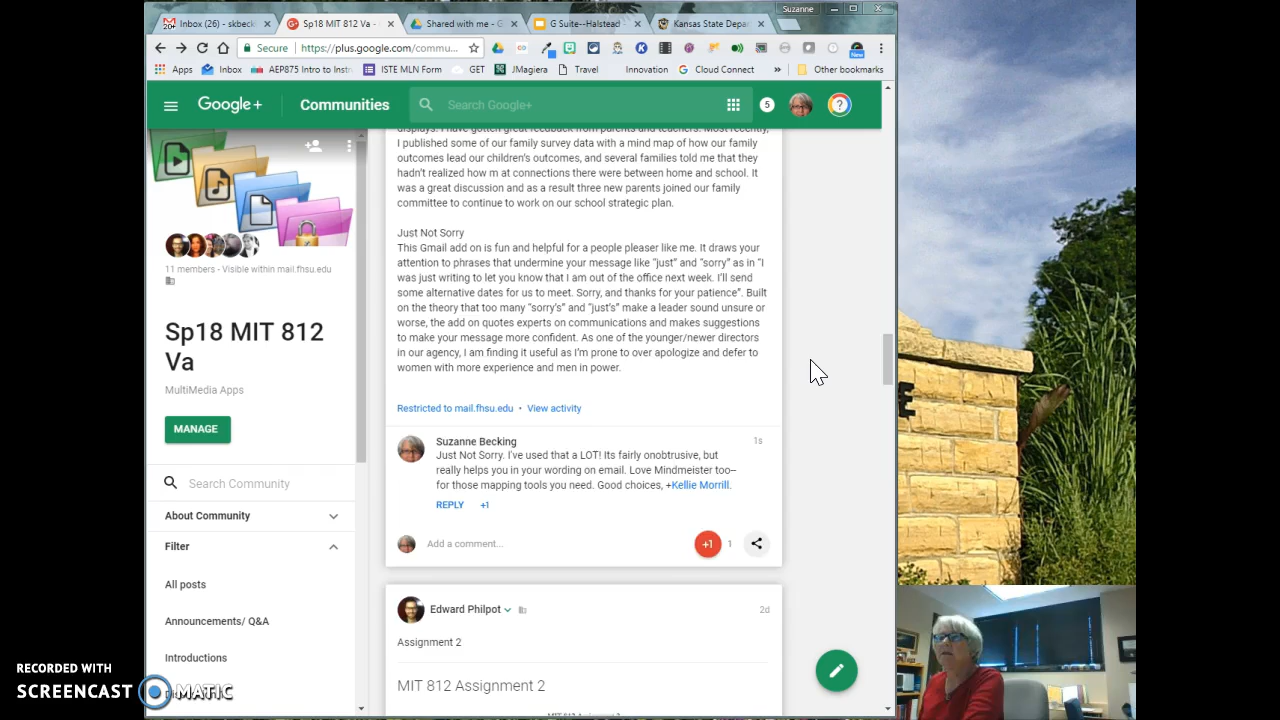 Suzanne
Inbox (26) - skbeck
Sp18 MIT 812 Va -
Shared with me - G
G Suite--Halstead
Kansas State Depa
Secure
https://plus.google.com/commu...
New
Apps
Inbox
AEP875 Intro to Instr
ISTE MLN Form
GET
JMagiera
Travel
Innovation
Cloud Connect
»
Other bookmarks
Google+
Communities
Search Google+
5
displays. I have gotten great feedback from parents and teachers. Most recently,
I published some of our family survey data with a mind map of how our family
outcomes lead our children's outcomes, and several families told me that they
hadn't realized how m at connections there were between home and school. It
was a great discussion and as a result three new parents joined our family
committee to continue to work on our school strategic plan.
Just Not Sorry
This Gmail add on is fun and helpful for a people pleaser like me. It draws your
attention to phrases that undermine your message like "just" and "sorry" as in "I
was just writing to let you know that I am out of the office next week. I'll send
some alternative dates for us to meet. Sorry, and thanks for your patience". Built
on the theory that too many "sorry's" and "just's" make a leader sound unsure or
worse, the add on quotes experts on communications and makes suggestions
to make your message more confident. As one of the younger/newer directors
in our agency, I am finding it useful as I'm prone to over apologize and defer to
women with more experience and men in power.
Restricted to mail.fhsu.edu • View activity
Suzanne Becking
1s
Just Not Sorry. I've used that a LOT! Its fairly onobtrusive, but
really helps you in your wording on email. Love Mindmeister too--
for those mapping tools you need. Good choices, +Kellie Morrill.
REPLY +1
Add a comment...
+1
1
Edward Philpot
2d
Assignment 2
MIT 812 Assignment 2
11 members - Visible within mail.fhsu.edu
Sp18 MIT 812
Va
MultiMedia Apps
MANAGE
Search Community
About Community
Filter
All posts
Announcements/ Q&A
Introductions
RECORDED WITH
SCREENCAST MATIC